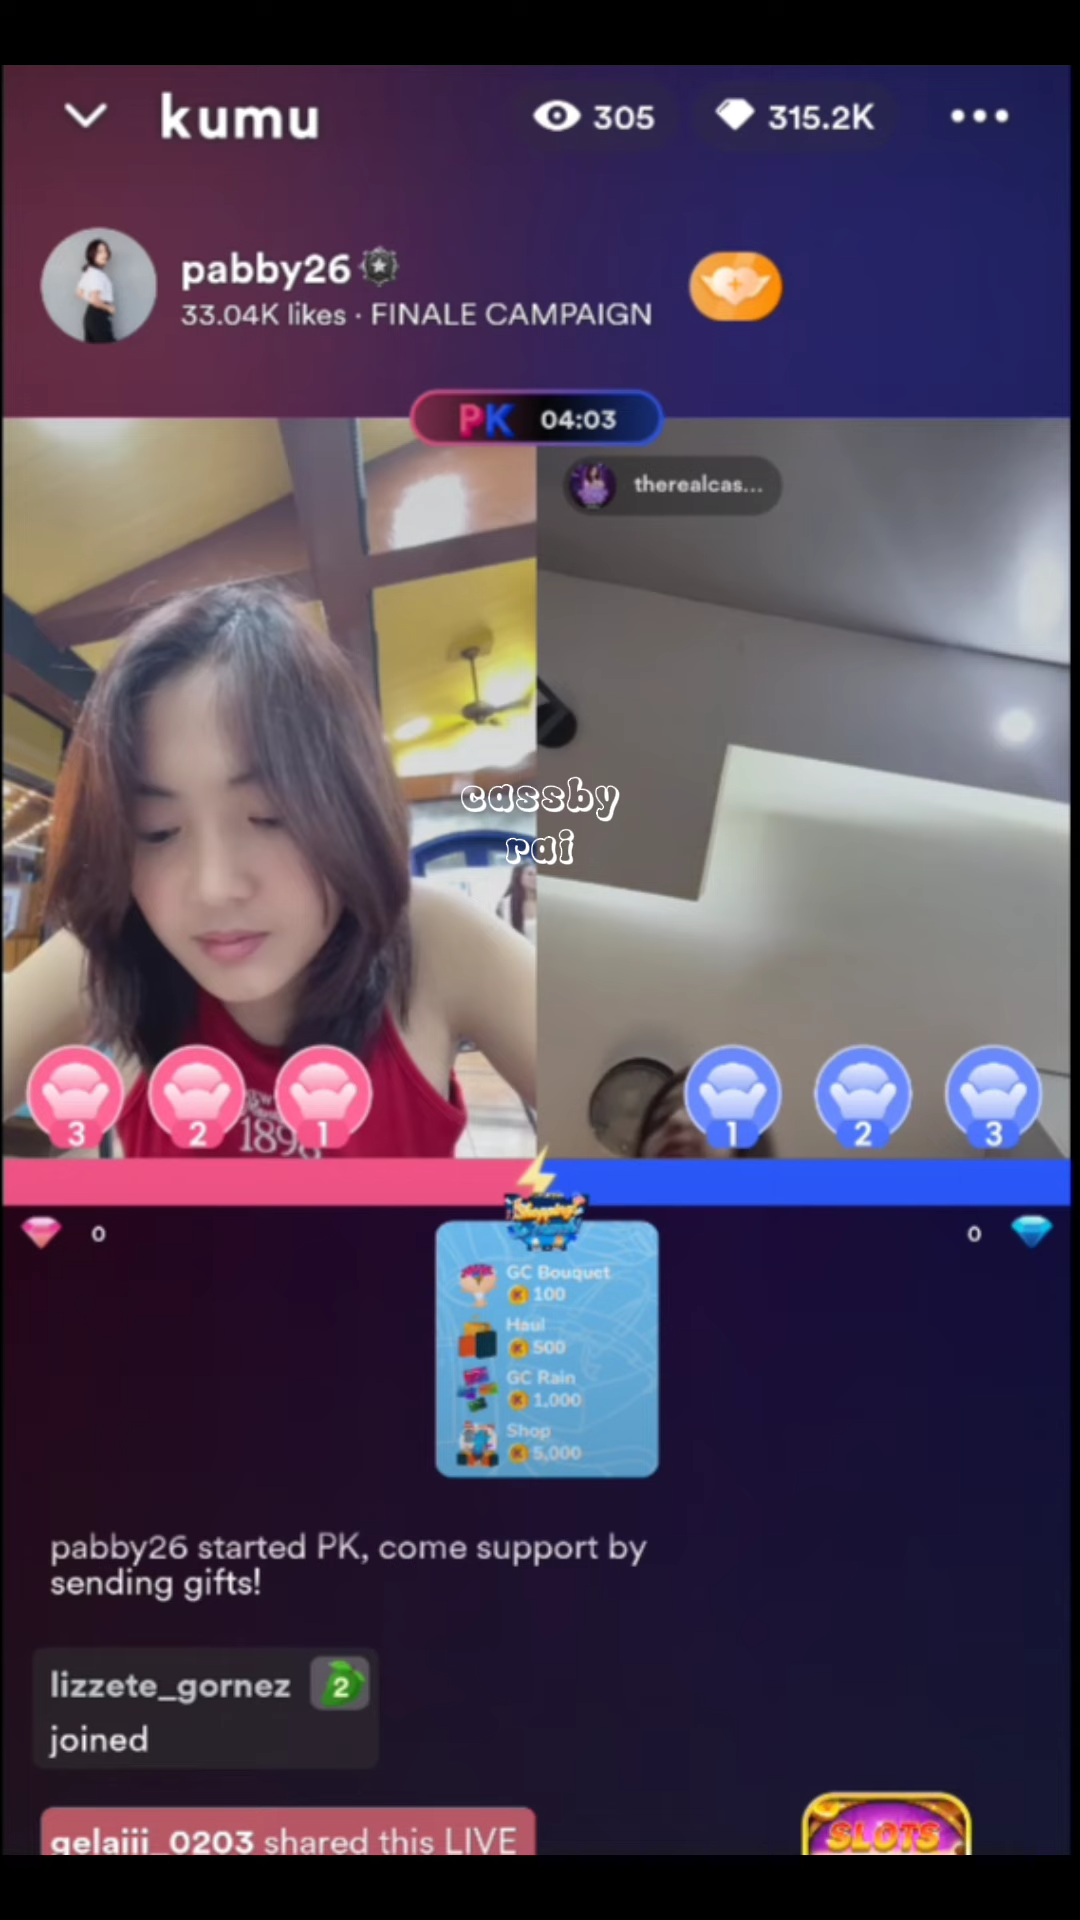 kumu
305
315.2K
pabby26
33.04K likes · FINALE CAMPAIGN
PK 04:03
therealcas...
cassby
rai
3
2
1
1
2
3
189
0
0
Shopping
GC Bouquet
100
Haul
500
GC Rain
1,000
Shop
5,000
pabby26 started PK, come support by
sending gifts!
lizzete_gornez 2
joined
gelaiii_0203 shared this LIVE
SLOTS